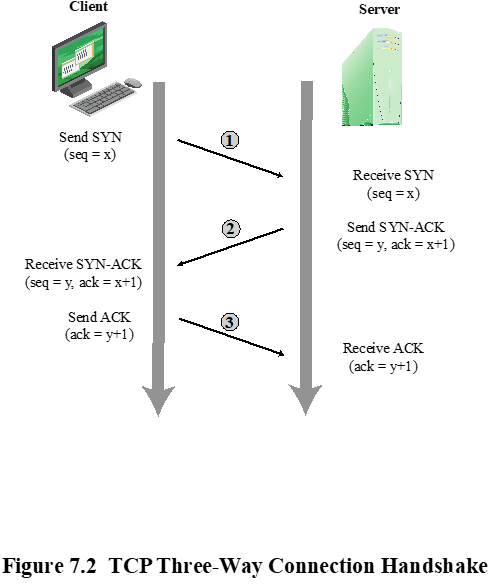 Client
Server
Send SYN
(seq = x)
1
Receive SYN
(seq = x)
2
Send SYN-ACK
(seq = y, ack = x+1)
Receive SYN-ACK
(seq = y, ack = x+1)
Send ACK
(ack = y+1)
3
Receive ACK
(ack = y+1)
Figure 7.2  TCP Three-Way Connection Handshake